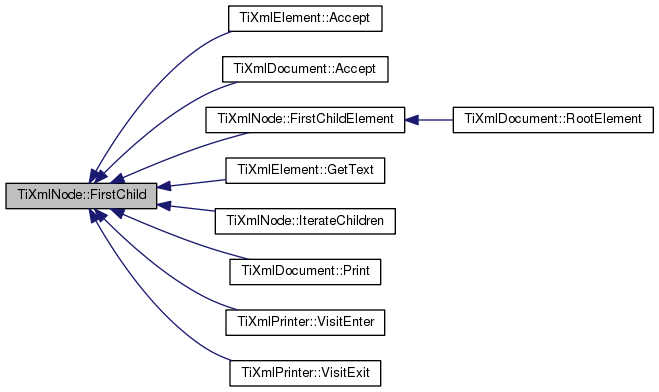 TiXmlElement::Accept
TiXmlDocument::Accept
TiXmlNode::FirstChildElement
TiXmlDocument::RootElement
TiXmlElement::GetText
TiXmlNode::FirstChild
TiXmlNode::IterateChildren
TiXmlDocument::Print
TiXmlPrinter::VisitEnter
TiXmlPrinter::VisitExit